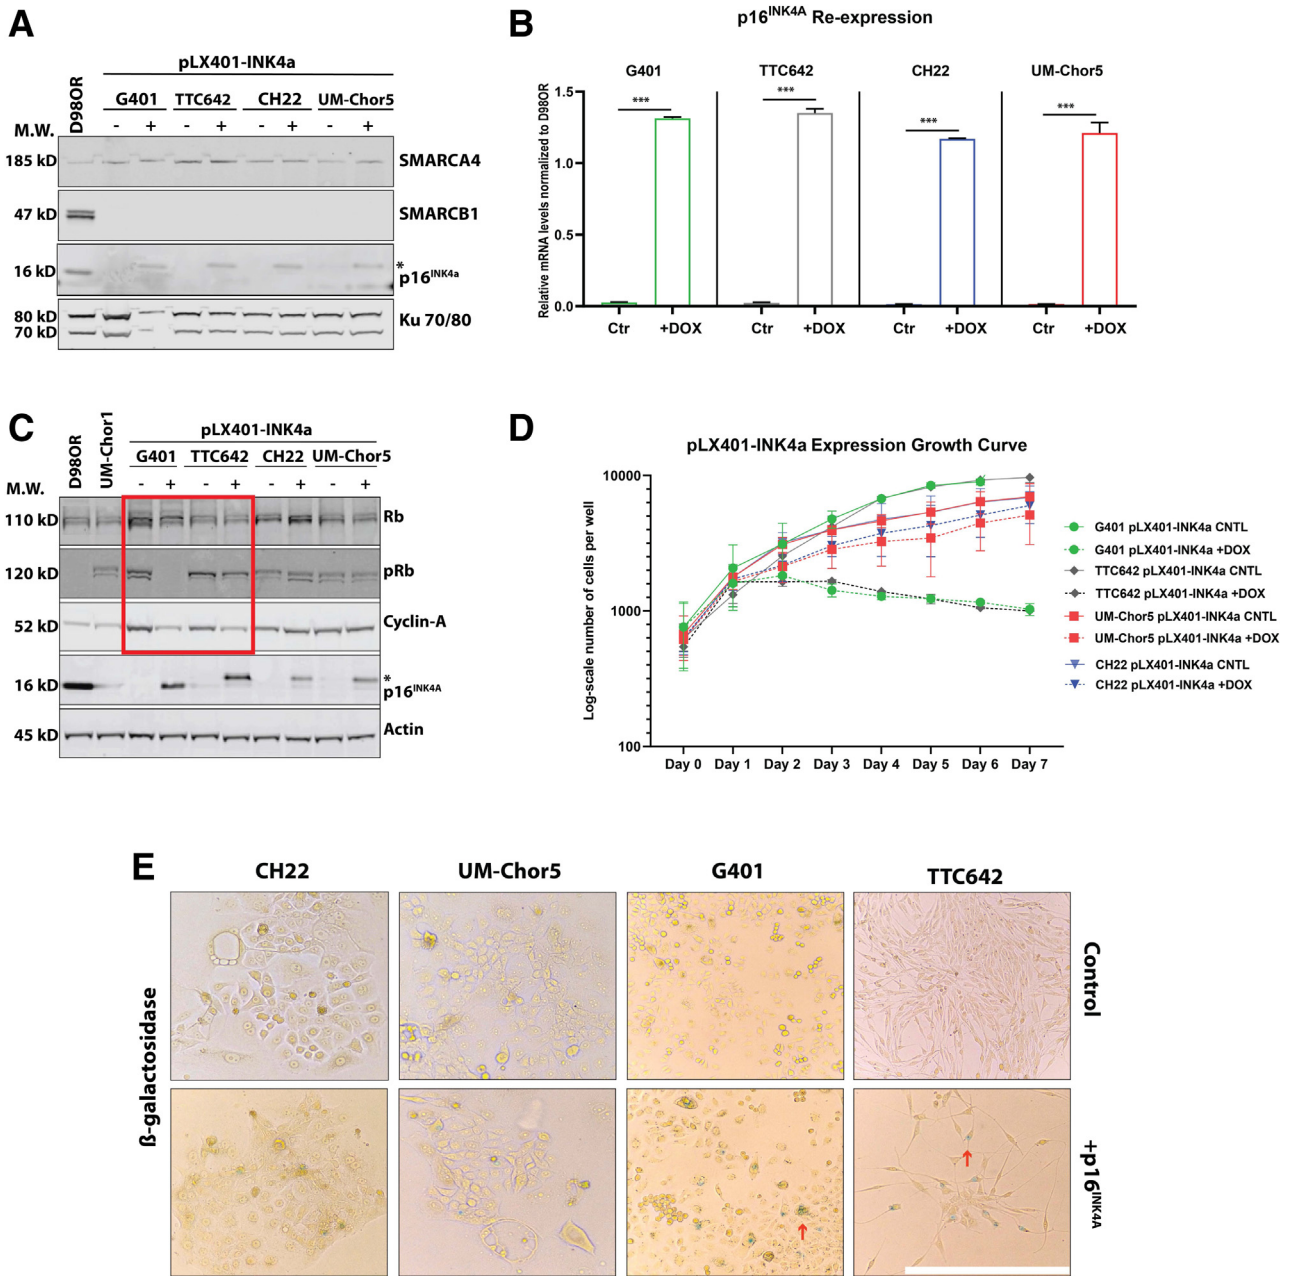 A
pLX401-INK4a
D98OR
G401 TTC642 CH22 UM-Chor5
M.W. - + - + - + - +
185 kD SMARCA4
47 kD SMARCB1
16 kD * p16INK4a
80 kD Ku 70/80
70 kD
B
p16INK4A Re-expression
G401 TTC642 CH22 UM-Chor5
Relative mRNA levels normalized to D98OR
1.5
1.0
0.5
0.0
*** *** *** ***
Ctr +DOX Ctr +DOX Ctr +DOX Ctr +DOX
C
D98OR
UM-Chor1
pLX401-INK4a
G401 TTC642 CH22 UM-Chor5
M.W. - + - + - + - +
110 kD Rb
120 kD pRb
52 kD Cyclin-A
16 kD * p16INK4A
45 kD Actin
D
pLX401-INK4a Expression Growth Curve
Log-scale number of cells per well
10000
1000
100
Day 0 Day 1 Day 2 Day 3 Day 4 Day 5 Day 6 Day 7
G401 pLX401-INK4a CNTL
G401 pLX401-INK4a +DOX
TTC642 pLX401-INK4a CNTL
TTC642 pLX401-INK4a +DOX
UM-Chor5 pLX401-INK4a CNTL
UM-Chor5 pLX401-INK4a +DOX
CH22 pLX401-INK4a CNTL
CH22 pLX401-INK4a +DOX
E
CH22 UM-Chor5 G401 TTC642
ß-galactosidase
Control
+p16INK4A